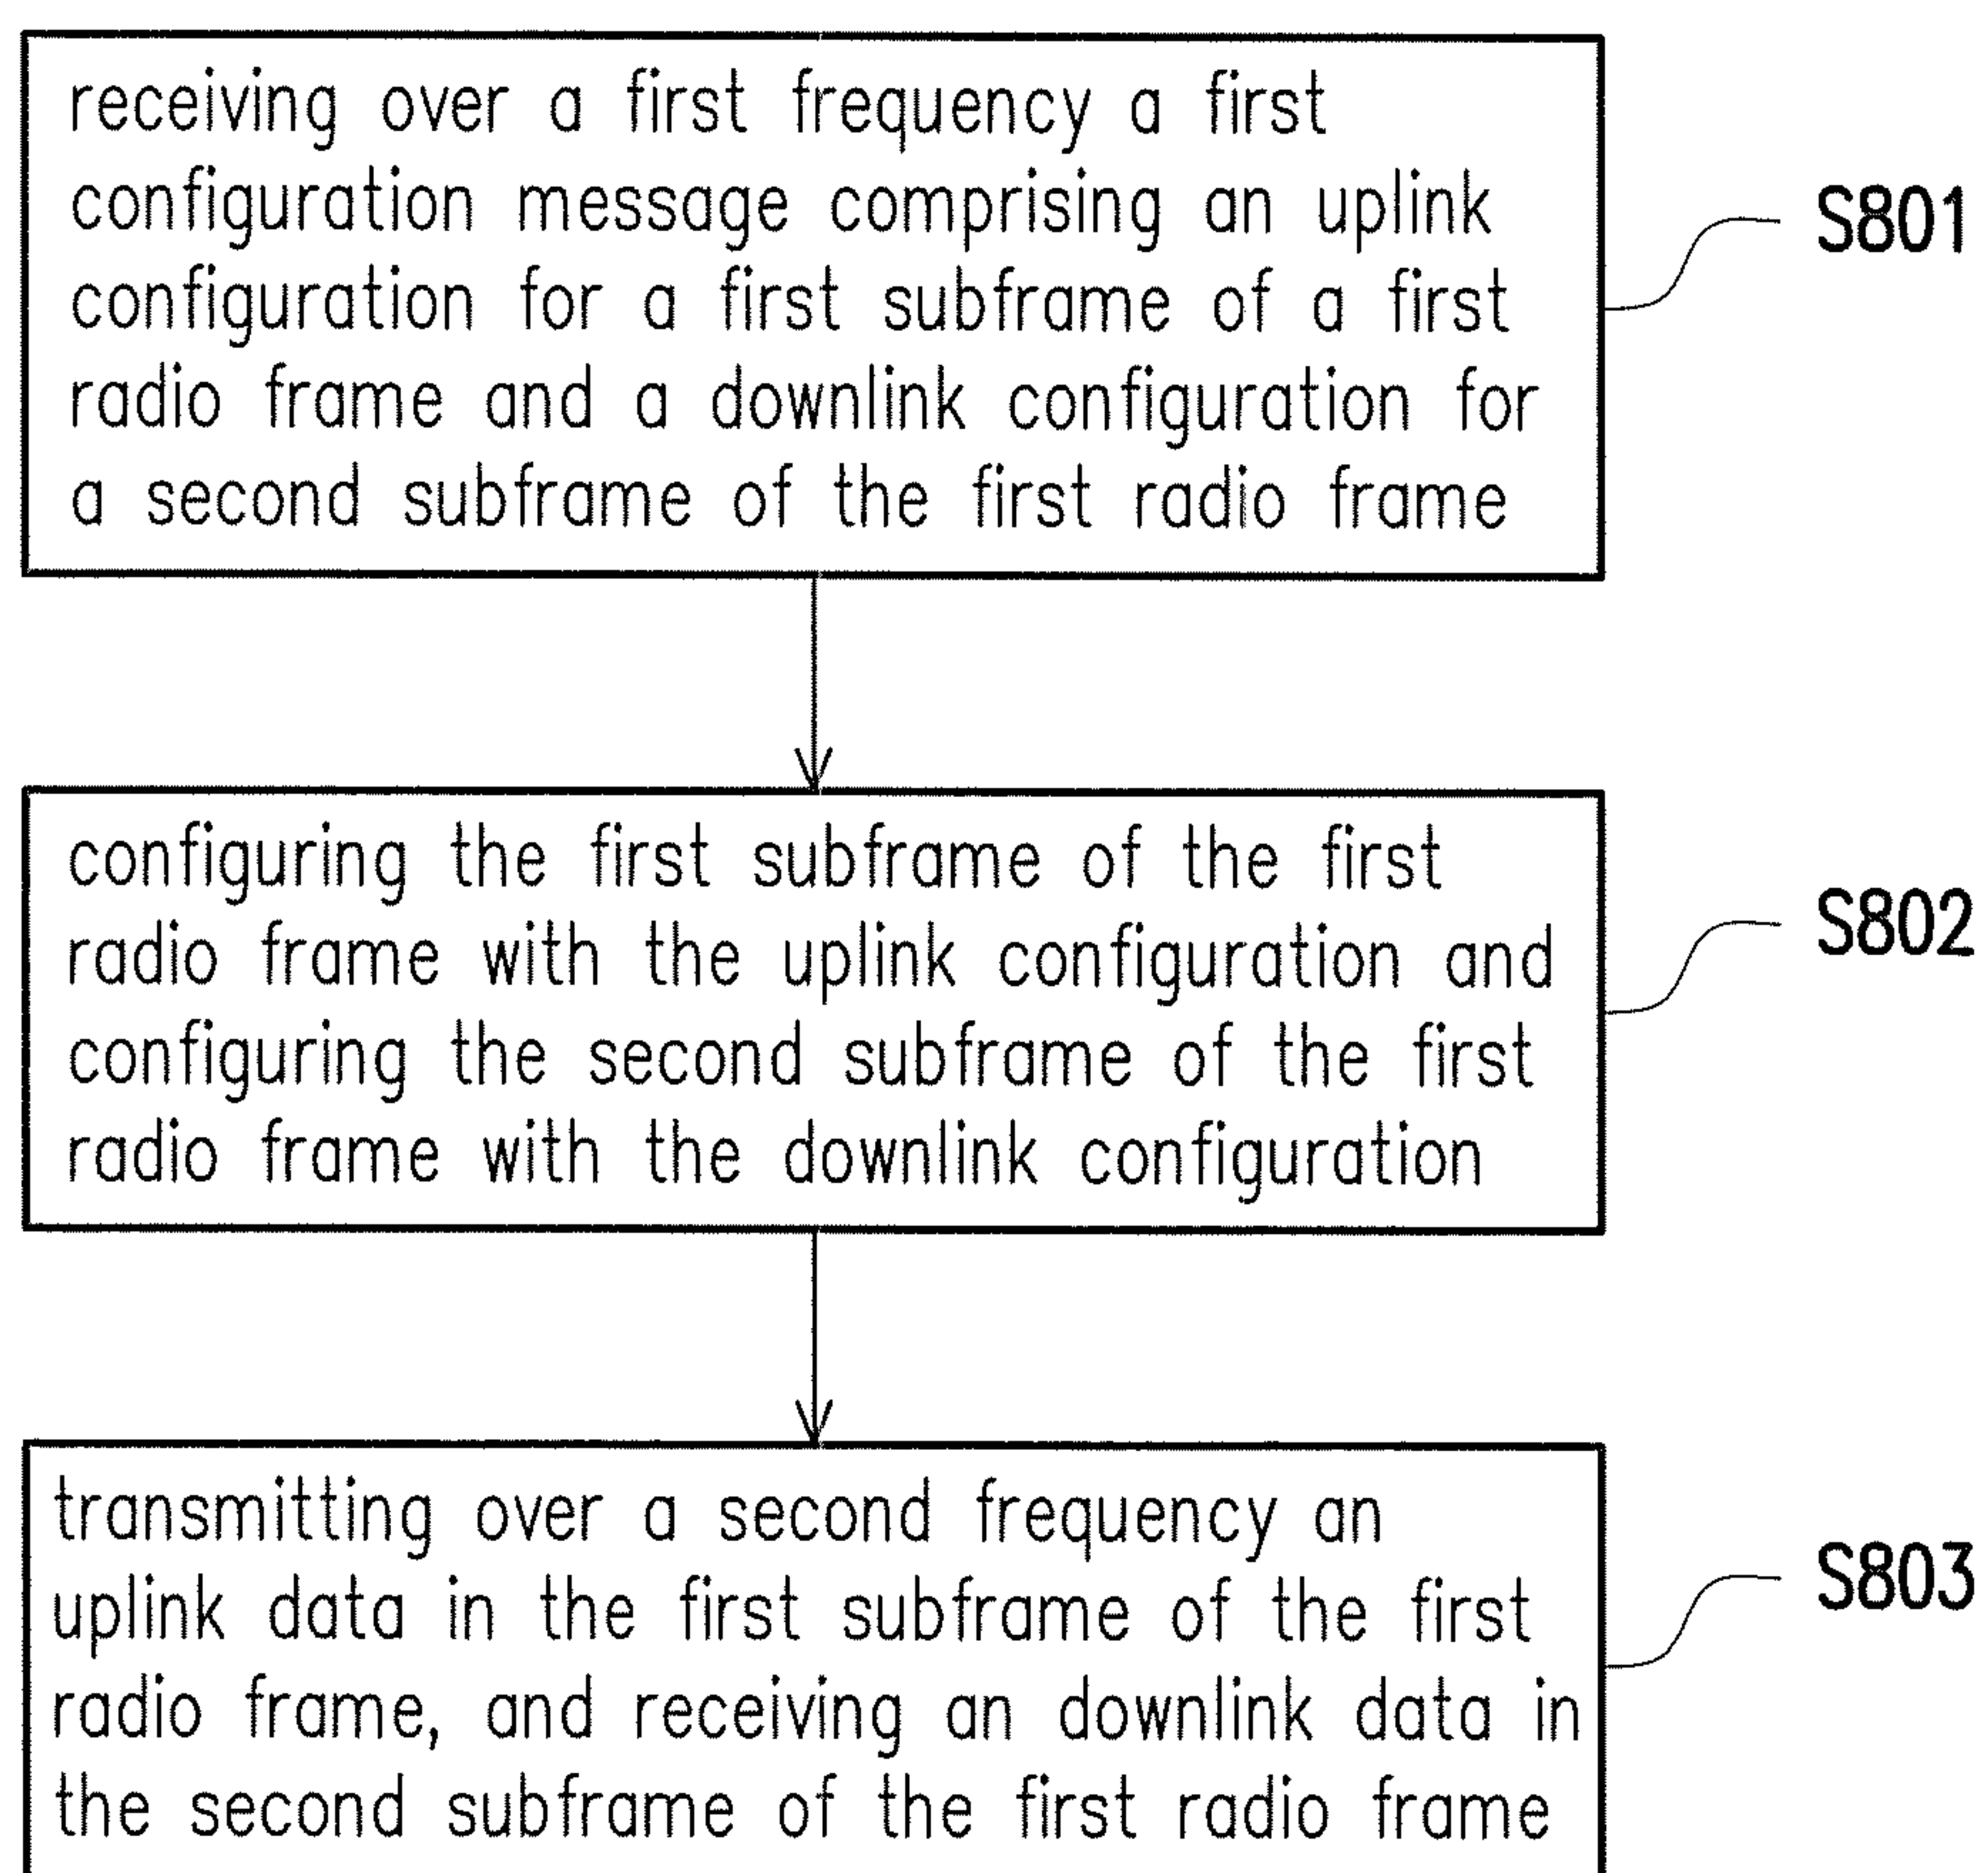 receiving over a first frequency a first
configuration message comprising an uplink
configuration for a first subframe of a first
radio frame and a downlink configuration for
a second subframe of the first radio frame
S801
configuring the first subframe of the first
radio frame with the uplink configuration and
configuring the second subframe of the first
radio frame with the downlink configuration
S802
transmitting over a second frequency an
uplink data in the first subframe of the first
radio frame, and receiving an downlink data in
the second subframe of the first radio frame
S803